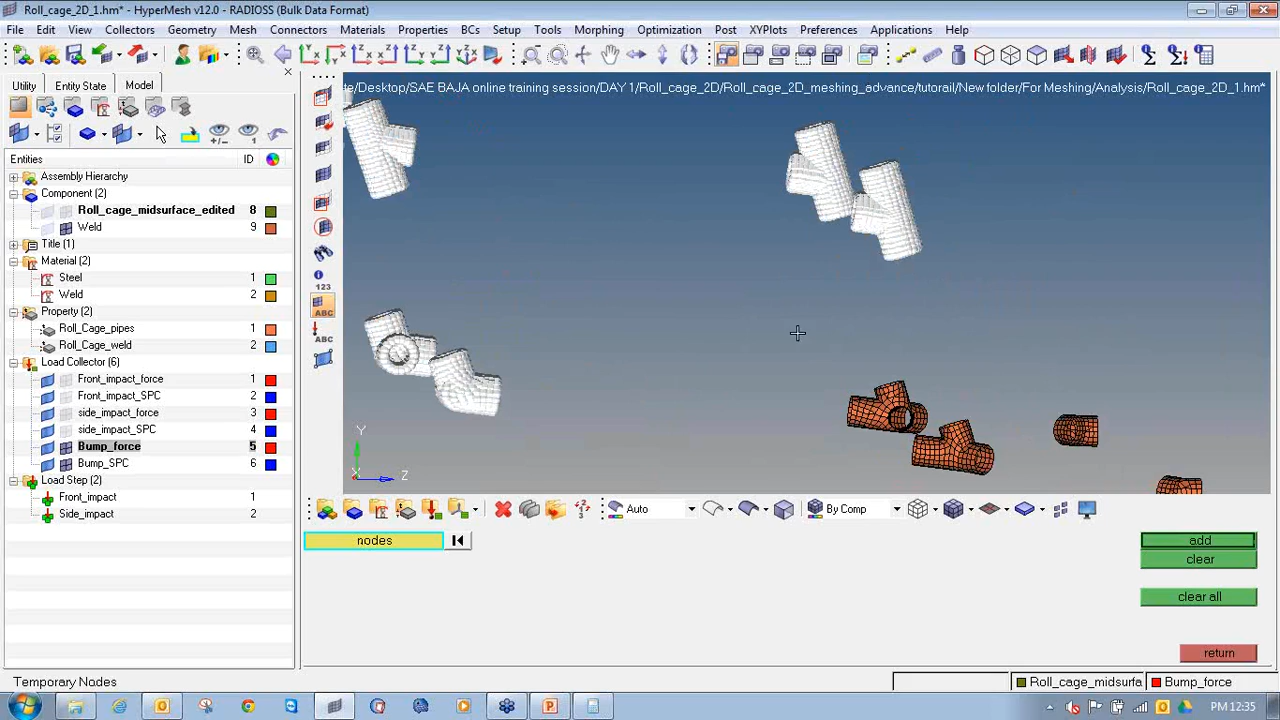 Roll_cage_2D_1.hm* - HyperMesh v12.0 - RADIOSS (Bulk Data Format)
File Edit View Collectors Geometry Mesh Connectors Materials Properties BCs Setup Tools Morphing Optimization Post XYPlots Preferences Applications Help
Utility Entity State Model
te/Desktop/SAE BAJA online training session/DAY 1/Roll_cage_2D/Roll_cage_2D_meshing_advance/tutorail/New folder/For Meshing/Analysis/Roll_cage_2D_1.hm*
Entities ID
Assembly Hierarchy
Component (2)
Roll_cage_midsurface_edited 8
Weld 9
Title (1)
Material (2)
Steel 1
Weld 2
Property (2)
Roll_Cage_pipes 1
Roll_Cage_weld 2
Load Collector (6)
Front_impact_force 1
Front_impact_SPC 2
side_impact_force 3
side_impact_SPC 4
Bump_force 5
Bump_SPC 6
Load Step (2)
Front_impact 1
Side_impact 2
123
ABC
ABC
Y
X Z
Auto By Comp
nodes add
clear
clear all
return
Temporary Nodes Roll_cage_midsurfa Bump_force
PM 12:35